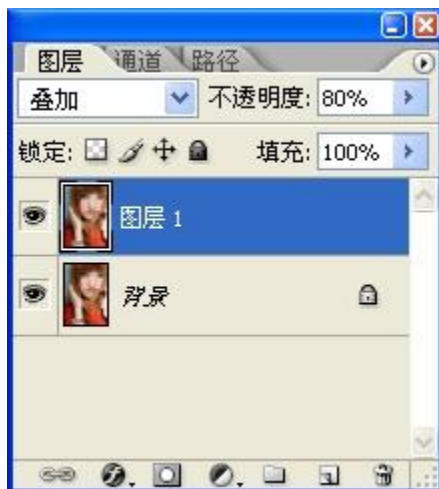 图层 通道 路径
叠加 不透明度: 80%
锁定: 填充: 100%
图层 1
背景